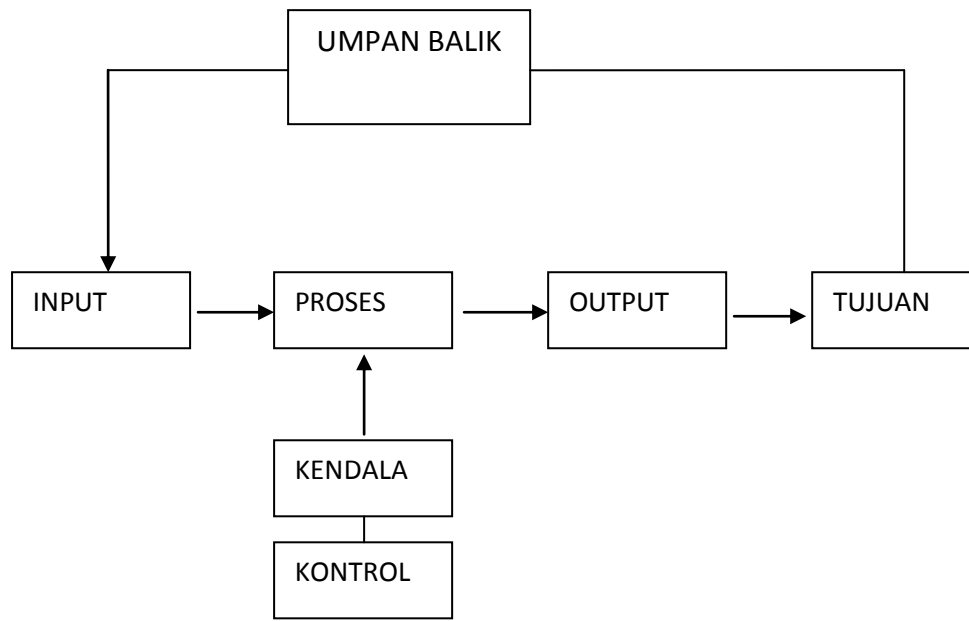 UMPAN BALIK
INPUT
PROSES
OUTPUT
TUJUAN
KENDALA
KONTROL